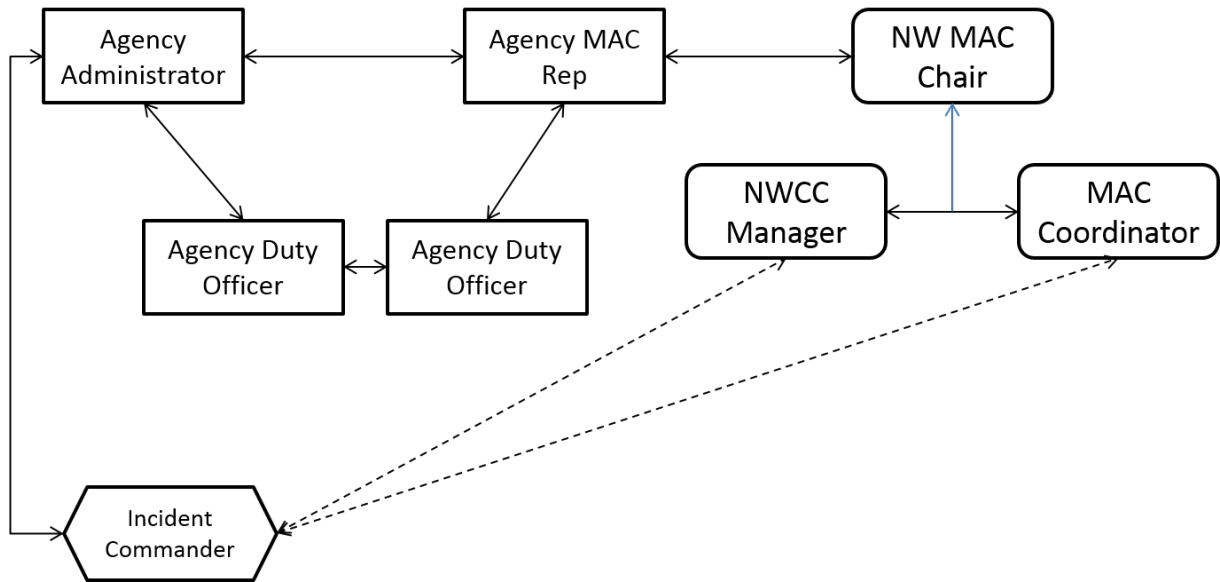 Agency
Administrator
Agency MAC
Rep
NW MAC
Chair
NWCC
Manager
MAC
Coordinator
Agency Duty
Officer
Agency Duty
Officer
Incident
Commander